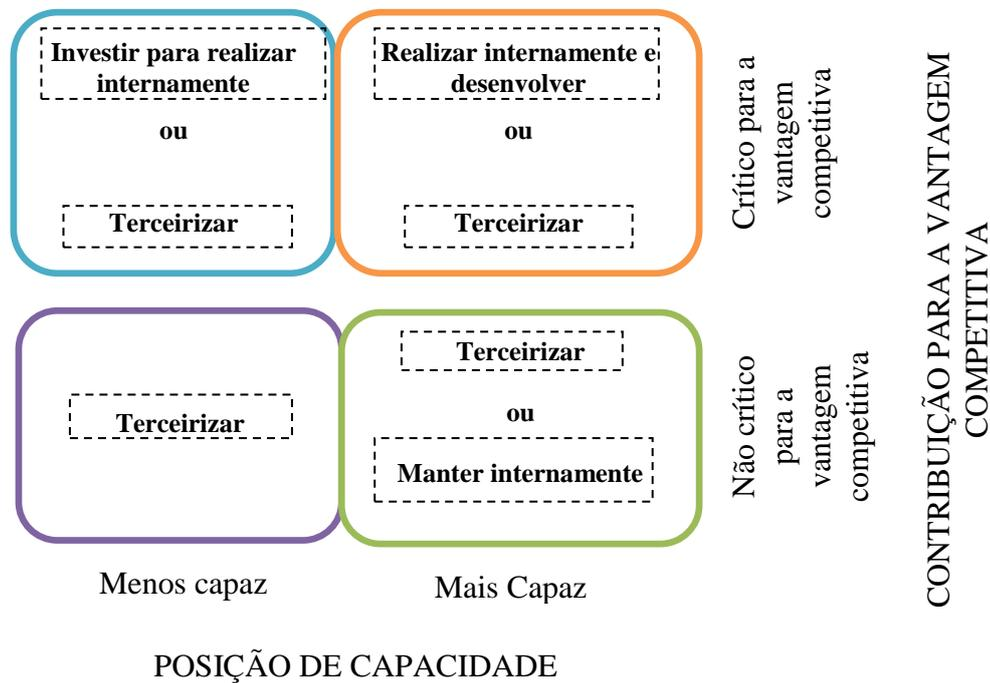 Investir para realizar
internamente
ou
Terceirizar
Realizar internamente e
desenvolver
ou
Terceirizar
Crítico para a
vantagem
competitiva
Terceirizar
Terceirizar
ou
Manter internamente
Não crítico
para a
vantagem
competitiva
CONTRIBUIÇÃO PARA A VANTAGEM
COMPETITIVA
Menos capaz
Mais Capaz
POSIÇÃO DE CAPACIDADE